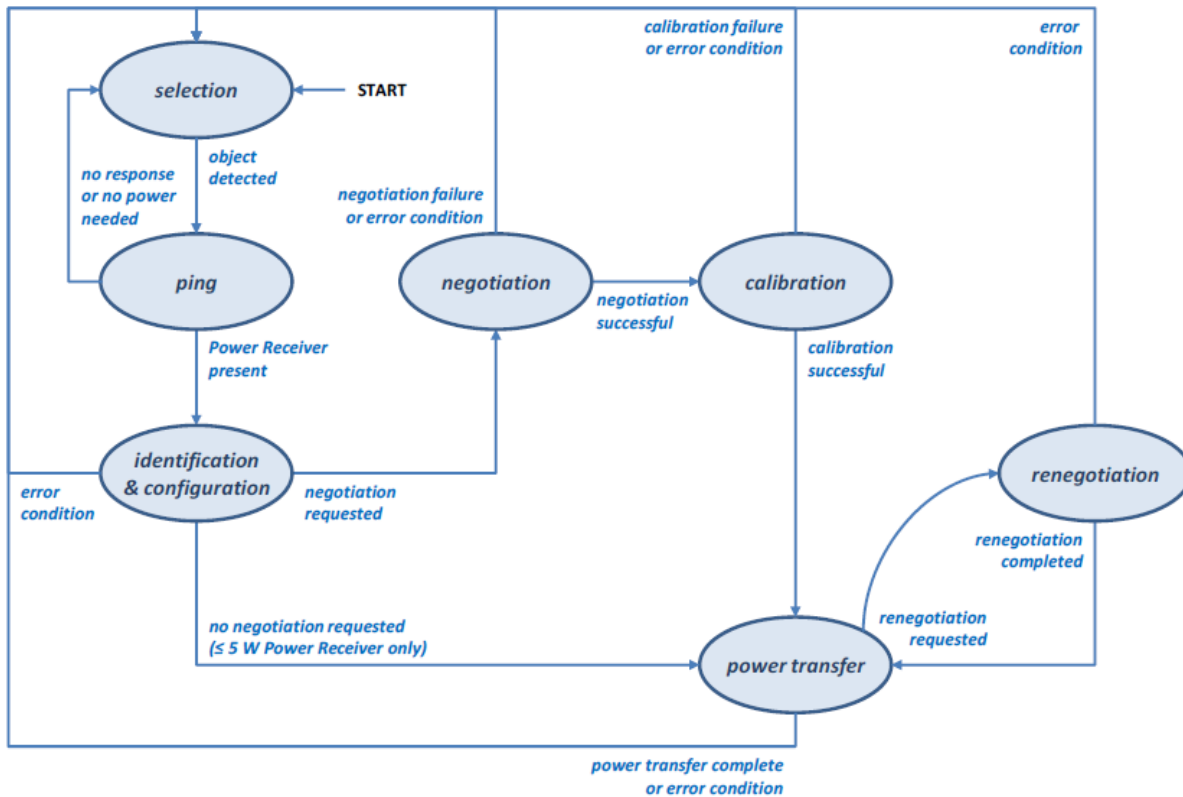 calibration failure
or error condition
error
condition
selection
START
object
detected
no response
or no power
needed
negotiation failure
or error condition
ping
negotiation
calibration
negotiation
successful
Power Receiver
present
calibration
successful
identification
& configuration
error
condition
negotiation
requested
renegotiation
renegotiation
completed
no negotiation requested
(≤ 5 W Power Receiver only)
renegotiation
requested
power transfer
power transfer complete
or error condition